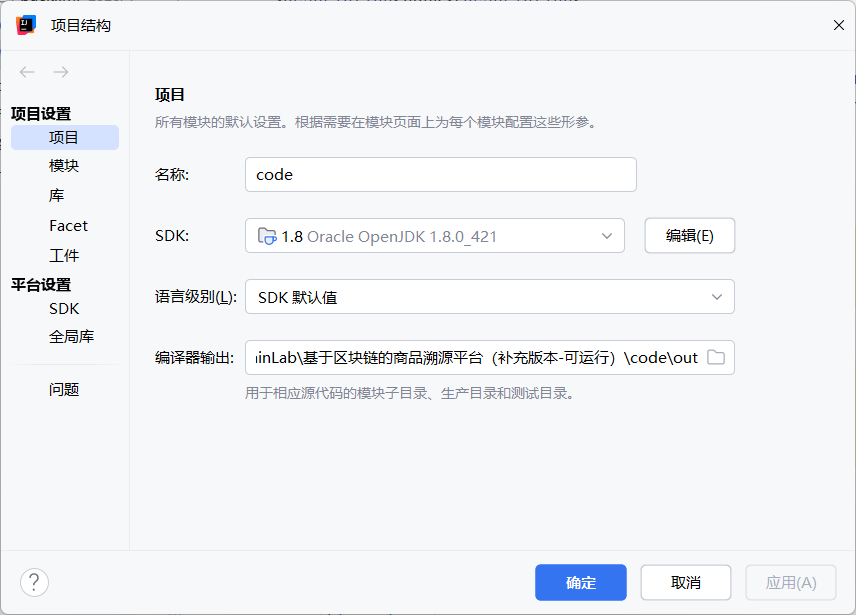 项目结构
项目设置
项目
模块
库
Facet
工件
平台设置
SDK
全局库
问题
项目
所有模块的默认设置。根据需要在模块页面上为每个模块配置这些形参。
名称: code
SDK: 1.8 Oracle OpenJDK 1.8.0_421 编辑(E)
语言级别(L): SDK 默认值
编译器输出: inLab\基于区块链的商品溯源平台（补充版本-可运行）\code\out
用于相应源代码的模块子目录、生产目录和测试目录。
? 确定 取消 应用(A)